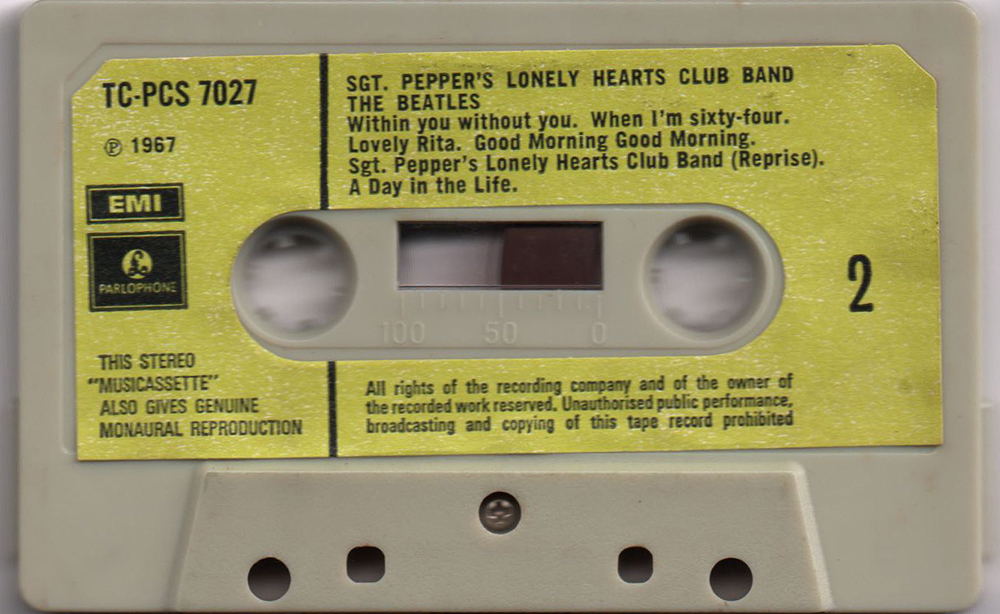 TC-PCS 7027
℗ 1967
EMI
PARLOPHONE
THIS STEREO
"MUSICASSETTE"
ALSO GIVES GENUINE
MONAURAL REPRODUCTION
SGT. PEPPER'S LONELY HEARTS CLUB BAND
THE BEATLES
Within you without you. When I'm sixty-four.
Lovely Rita. Good Morning Good Morning.
Sgt. Pepper's Lonely Hearts Club Band (Reprise).
A Day in the Life.
100 50 0
2
All rights of the recording company and of the owner of
the recorded work reserved. Unauthorised public performance,
broadcasting and copying of this tape record prohibited